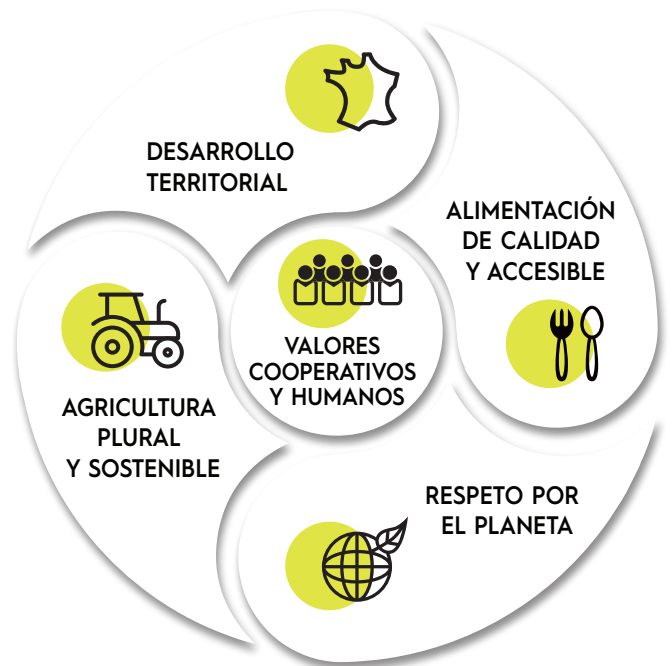 DESARROLLO
TERRITORIAL
ALIMENTACIÓN
DE CALIDAD
Y ACCESIBLE
VALORES
COOPERATIVOS
Y HUMANOS
AGRICULTURA
PLURAL
Y SOSTENIBLE
RESPETO POR
EL PLANETA